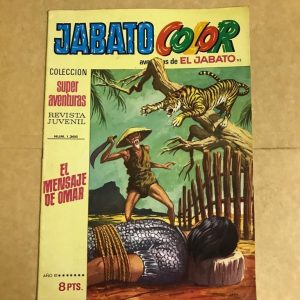 JABATO COLOR
aventuras de EL JABATO
COLECCION
super
aventuras
REVISTA
JUVENIL
EL
MENSAJE
DE OMAR
8 PTS.